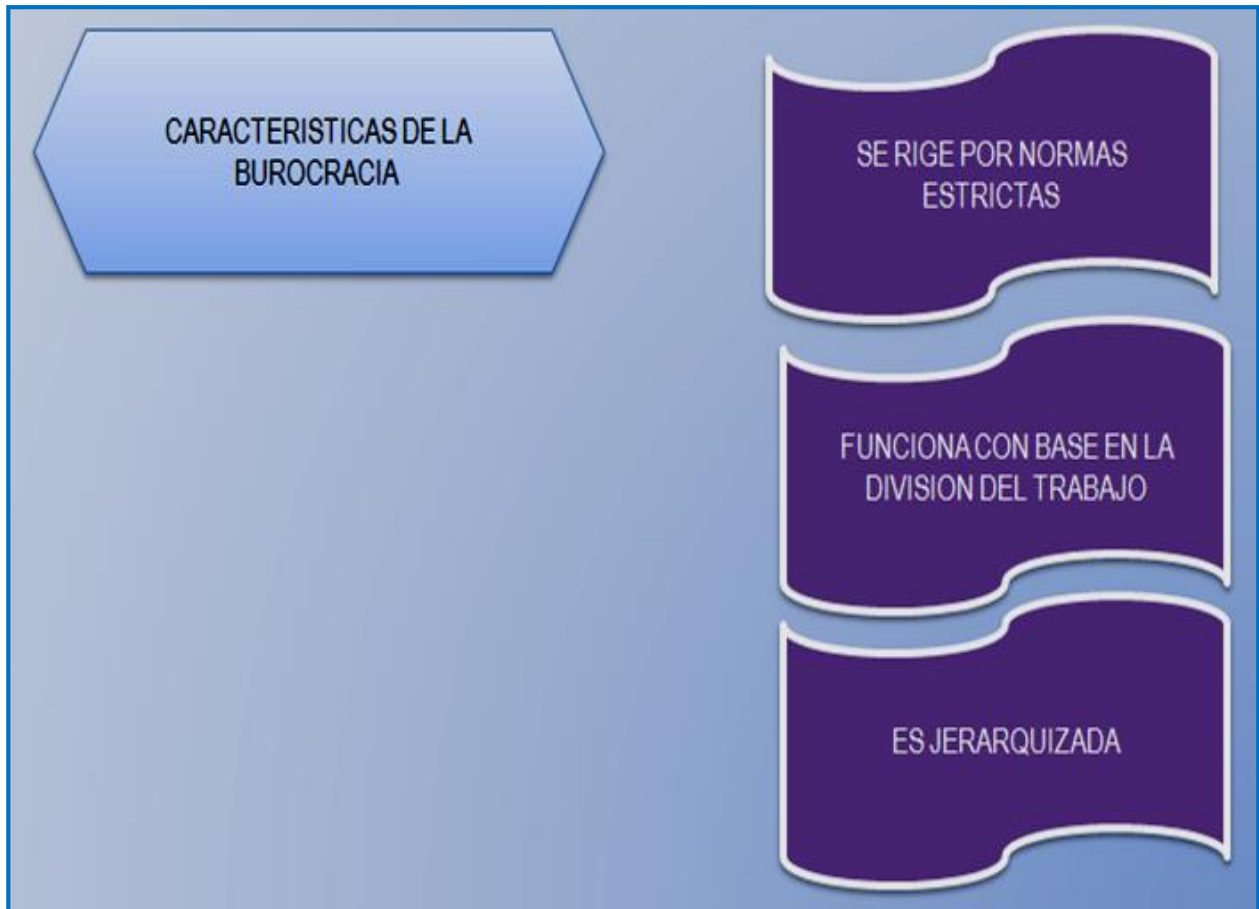 CARACTERISTICAS DE LA
BUROCRACIA
SE RIGE POR NORMAS
ESTRICTAS
FUNCIONA CON BASE EN LA
DIVISION DEL TRABAJO
ES JERARQUIZADA